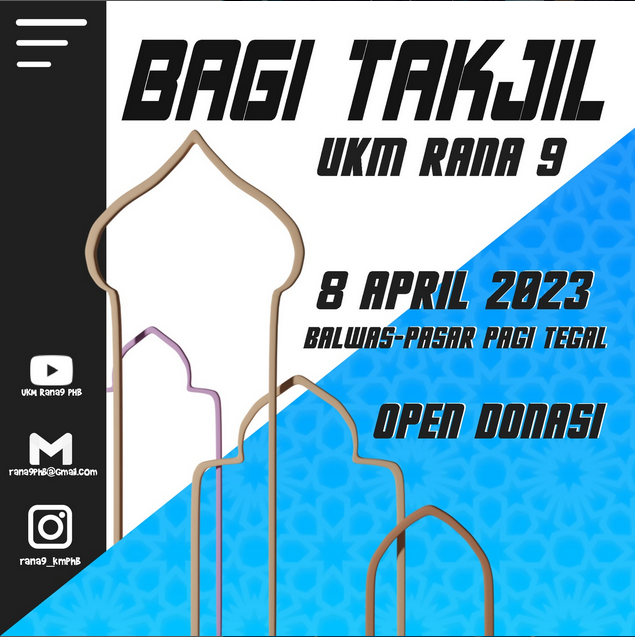 BAGI TAKJIL
UKM RANA 9
8 APRIL 2023
BALWAS-PASAR PAGI TEGAL
OPEN DONASI
UKM Rana9 PHB
rana9PHB@Gmail.com
rana9_kmPHB